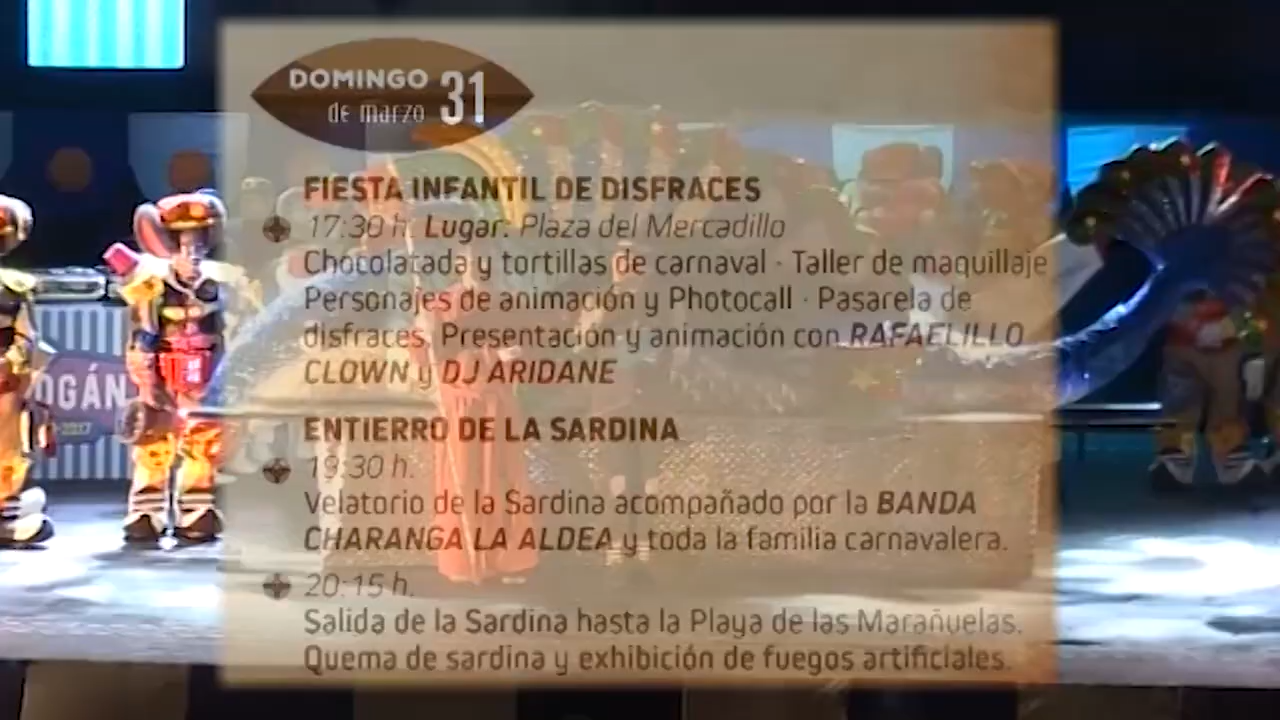 DOMINGO
de marzo 31
FIESTA INFANTIL DE DISFRACES
17:30 h. Lugar: Plaza del Mercadillo
Chocolatada y tortillas de carnaval · Taller de maquillaje
Personajes de animación y Photocall · Pasarela de
disfraces. Presentación y animación con RAFAELILLO
CLOWN y DJ ARIDANE
ENTIERRO DE LA SARDINA
19:30 h.
Velatorio de la Sardina acompañado por la BANDA
CHARANGA LA ALDEA y toda la familia carnavalera.
20:15 h.
Salida de la Sardina hasta la Playa de las Marañuelas.
Quema de sardina y exhibición de fuegos artificiales.
OGÁN
-2017